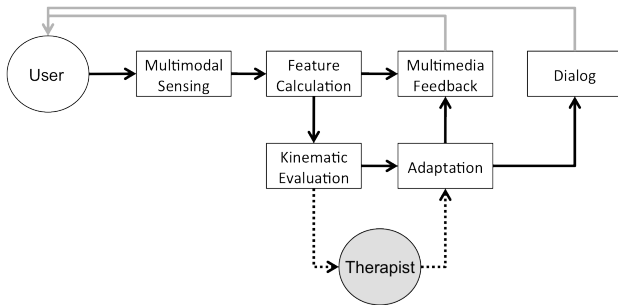 User
Multimodal
Sensing
Feature
Calculation
Multimedia
Feedback
Dialog
Kinematic
Evaluation
Adaptation
Therapist